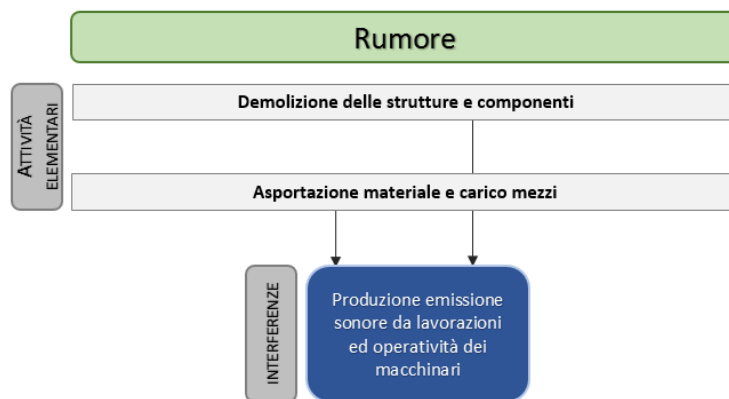 Rumore
ATTIVITÀ
ELEMENTARI
Demolizione delle strutture e componenti
Asportazione materiale e carico mezzi
INTERFERENZE
Produzione emissione
sonore da lavorazioni
ed operatività dei
macchinari